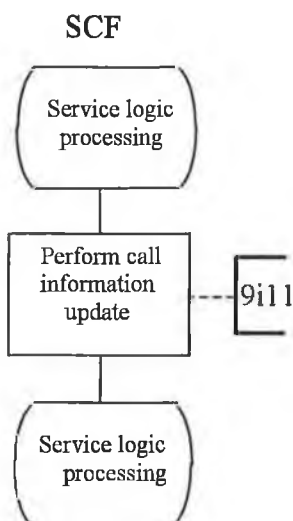 SCF
Service logic
processing
Perform call
information
update
9i11
Service logic
processing